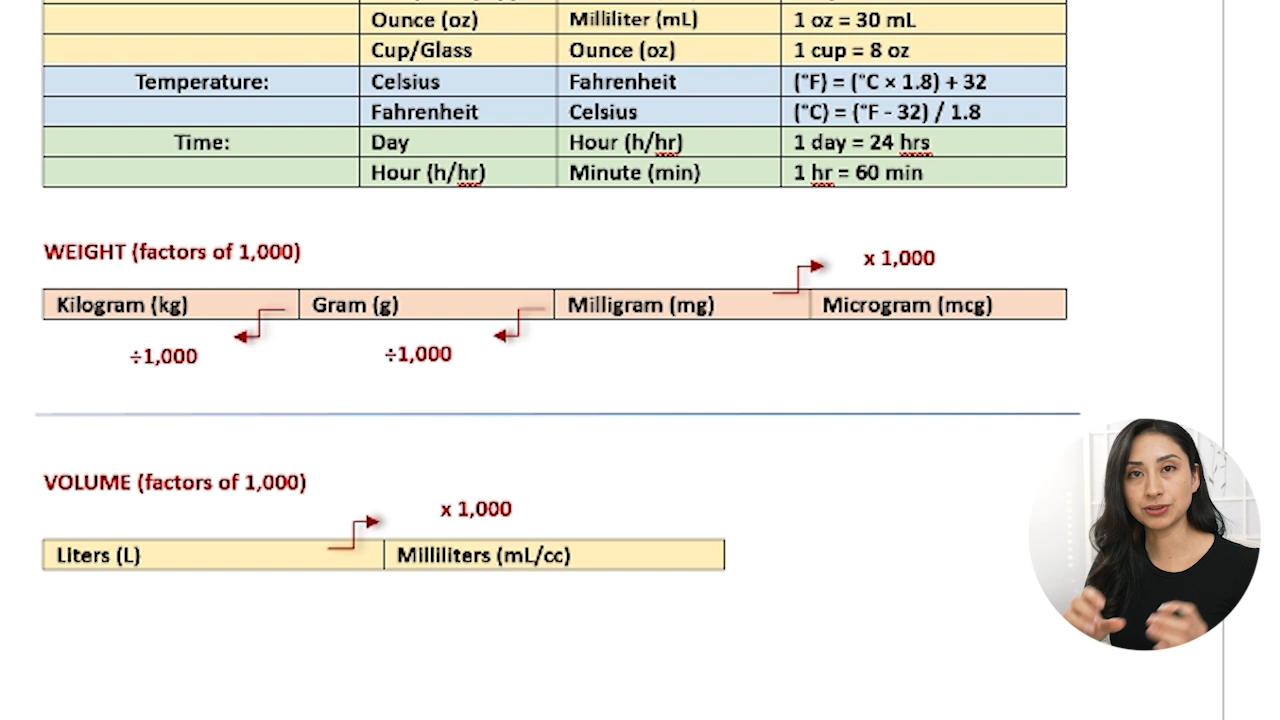 Ounce (oz) Milliliter (mL) 1 oz = 30 mL
Cup/Glass Ounce (oz) 1 cup = 8 oz
Temperature: Celsius Fahrenheit (°F) = (°C × 1.8) + 32
Fahrenheit Celsius (°C) = (°F - 32) / 1.8
Time: Day Hour (h/hr) 1 day = 24 hrs
Hour (h/hr) Minute (min) 1 hr = 60 min
WEIGHT (factors of 1,000)
x 1,000
Kilogram (kg) Gram (g) Milligram (mg) Microgram (mcg)
÷1,000 ÷1,000
VOLUME (factors of 1,000)
x 1,000
Liters (L) Milliliters (mL/cc)